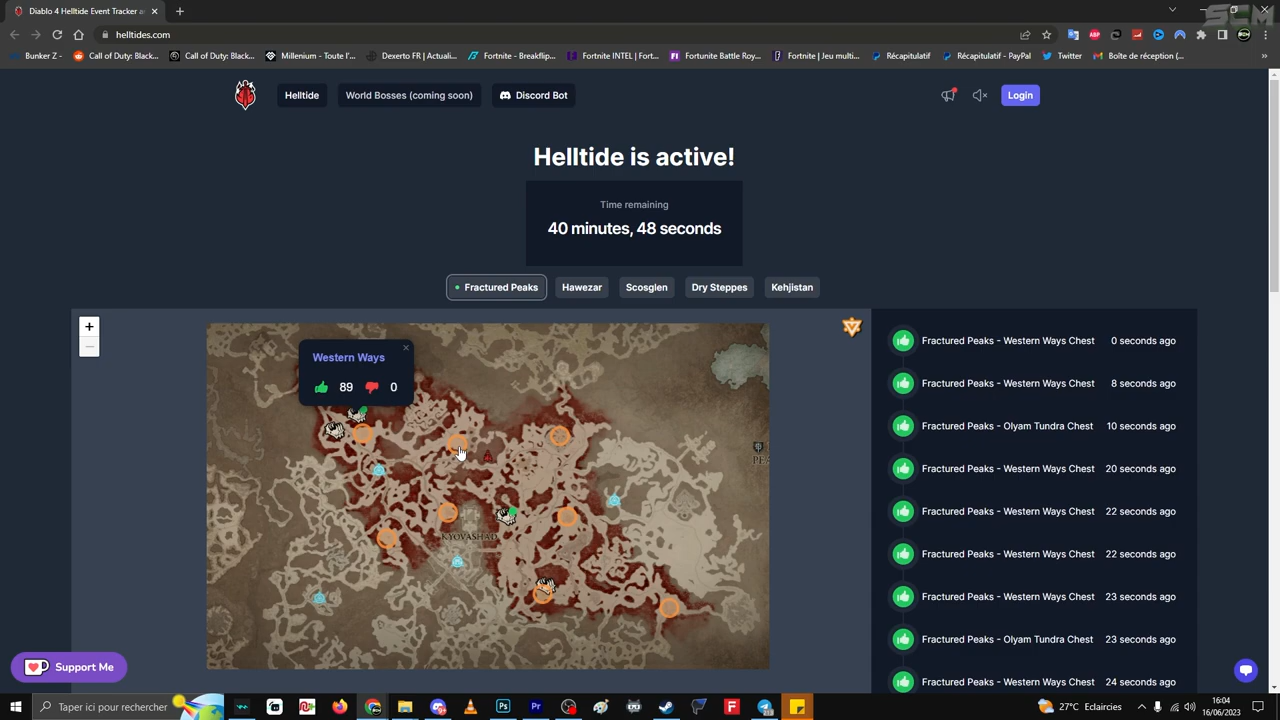 Diablo 4 Helltide Event Tracker a
helltides.com
Bunker Z -
Call of Duty: Black...
Call of Duty: Black...
Millenium - Toute l'...
Dexerto FR | Actuali...
Fortnite - Breakflip...
Fortnite INTEL | Fort...
Fortunite Battle Roy...
Fortnite | Jeu multi...
Récapitulatif
Récapitulatif - PayPal
Twitter
Boîte de réception (...
Helltide
World Bosses (coming soon)
Discord Bot
Login
Helltide is active!
Time remaining
40 minutes, 48 seconds
Fractured Peaks
Hawezar
Scosglen
Dry Steppes
Kehjistan
+
−
Western Ways
×
89 0
KYOVASHAD
PEA
Fractured Peaks - Western Ways Chest 0 seconds ago
Fractured Peaks - Western Ways Chest 8 seconds ago
Fractured Peaks - Olyam Tundra Chest 10 seconds ago
Fractured Peaks - Western Ways Chest 20 seconds ago
Fractured Peaks - Western Ways Chest 22 seconds ago
Fractured Peaks - Western Ways Chest 22 seconds ago
Fractured Peaks - Western Ways Chest 23 seconds ago
Fractured Peaks - Olyam Tundra Chest 23 seconds ago
Fractured Peaks - Western Ways Chest 24 seconds ago
Support Me
Taper ici pour rechercher
27°C Eclaircies
16:04
16/06/2023